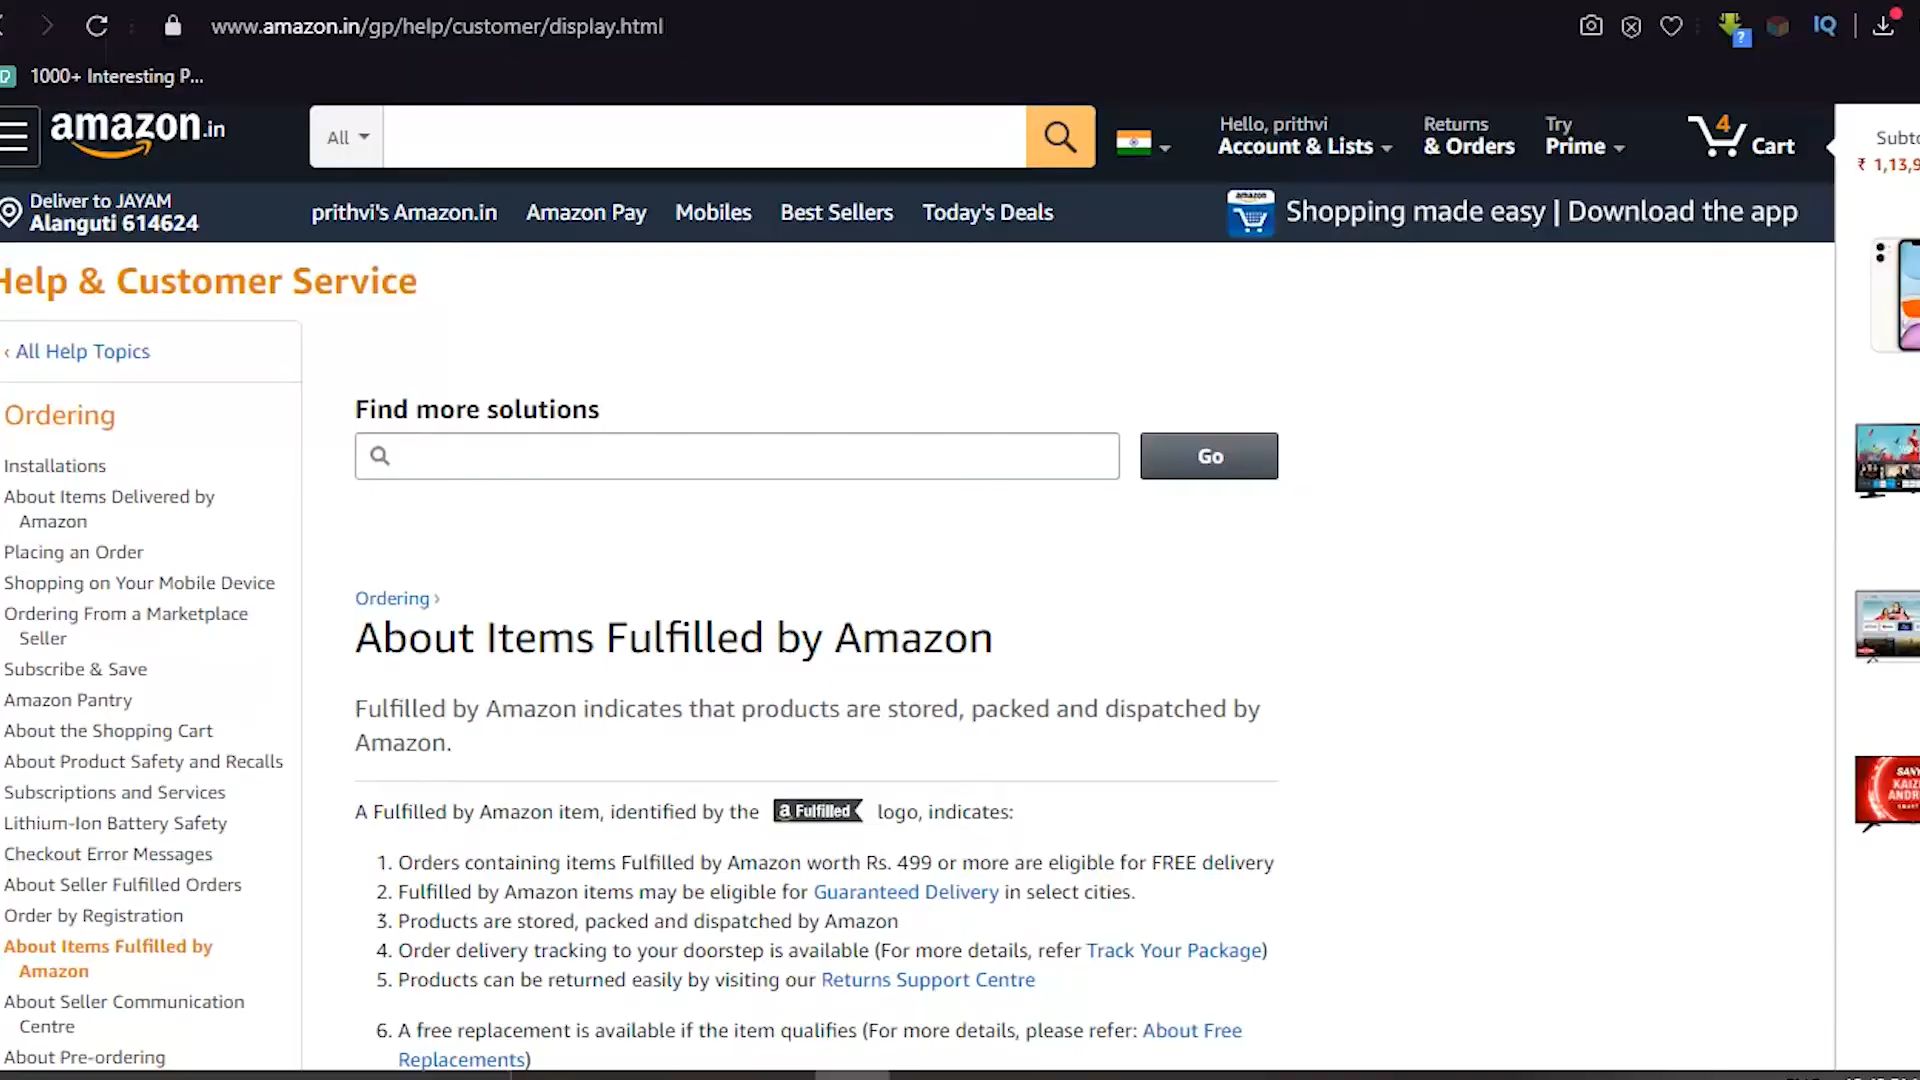 www.amazon.in/gp/help/customer/display.html
IQ
1000+ Interesting P...
amazon.in
All
Hello, prithvi
Account & Lists
Returns
& Orders
Try
Prime
4
Cart
Subto
₹ 1,13,9
Deliver to JAYAM
Alanguti 614624
prithvi's Amazon.in
Amazon Pay
Mobiles
Best Sellers
Today's Deals
amazon
Shopping made easy | Download the app
Help & Customer Service
‹ All Help Topics
Ordering
Installations
About Items Delivered by
Amazon
Placing an Order
Shopping on Your Mobile Device
Ordering From a Marketplace
Seller
Subscribe & Save
Amazon Pantry
About the Shopping Cart
About Product Safety and Recalls
Subscriptions and Services
Lithium-Ion Battery Safety
Checkout Error Messages
About Seller Fulfilled Orders
Order by Registration
About Items Fulfilled by
Amazon
About Seller Communication
Centre
About Pre-ordering
Find more solutions
Go
Ordering ›
About Items Fulfilled by Amazon
Fulfilled by Amazon indicates that products are stored, packed and dispatched by
Amazon.
A Fulfilled by Amazon item, identified by the a Fulfilled logo, indicates:
1. Orders containing items Fulfilled by Amazon worth Rs. 499 or more are eligible for FREE delivery
2. Fulfilled by Amazon items may be eligible for Guaranteed Delivery in select cities.
3. Products are stored, packed and dispatched by Amazon
4. Order delivery tracking to your doorstep is available (For more details, refer Track Your Package)
5. Products can be returned easily by visiting our Returns Support Centre
6. A free replacement is available if the item qualifies (For more details, please refer: About Free
Replacements)
SANY
KAIZ
ANDR